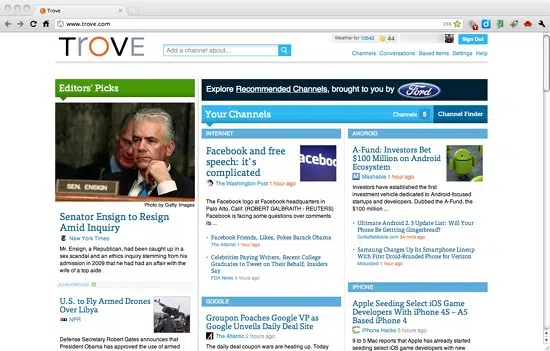 Trove
www.trove.com
css
TROVE
Add a channel about...
Weather for 10542. 44
Sign Out
Channels, Conversations, Saved Items, Settings, Help
Editors' Picks
SEN. ENSIGN
Photo by Getty Images
Senator Ensign to Resign
Amid Inquiry
New York Times
Mr. Ensign, a Republican, had been caught up in a
sex scandal and an ethics inquiry stemming from his
admission in 2009 that he had had an affair with the
wife of a top aide.
JOHN ENSIGN
U.S. to Fly Armed Drones
Over Libya
NPR
Defense Secretary Robert Gates announces that
President Obama has approved the use of armed
Explore Recommended Channels, brought to you by
Ford
Your Channels
Channels 5
Channel Finder
INTERNET
Facebook and free
speech: it's
complicated
The Washington Post 1 hour ago
facebo
The Facebook logo at Facebook headquarters in
Palo Alto, Calif. (ROBERT GALBRAITH - REUTERS)
Facebook is facing some questions over comments
its ...
Facebook Friends, Likes, Pokes Barack Obama
The Atlantic 1 hour ago
Celebrities Paying Writers, Recent College
Graduates to Tweet on Their Behalf, Insiders
Say
FOX News 3 hours ago
GOOGLE
Groupon Poaches Google VP as
Google Unveils Daily Deal Site
The Atlantic 2 hours ago
The daily deal coupon wars are heating up. Today
ANDROID
A-Fund: Investors Bet
$100 Million on Android
Ecosystem
Mashable 1 hour ago
Investors have established the first
investment vehicle dedicated to Android-focused
startups and developers. Dubbed the A-Fund, the
$100 million ...
Ultimate Android 2.3 Update List: Will Your
Phone Be Getting Gingerbread?
24 mins ago
Samsung Charges Up Its Smartphone Lineup
With First Droid-Branded Phone for Verizon
Mobilized 1 hour ago
IPHONE
Apple Seeding Select iOS Game
Developers With iPhone 4S – A5
Based iPhone 4
iPhone Hacks 3 hours ago
9 to 5 Mac reports that Apple has already started
seeding select iOS game developers with new